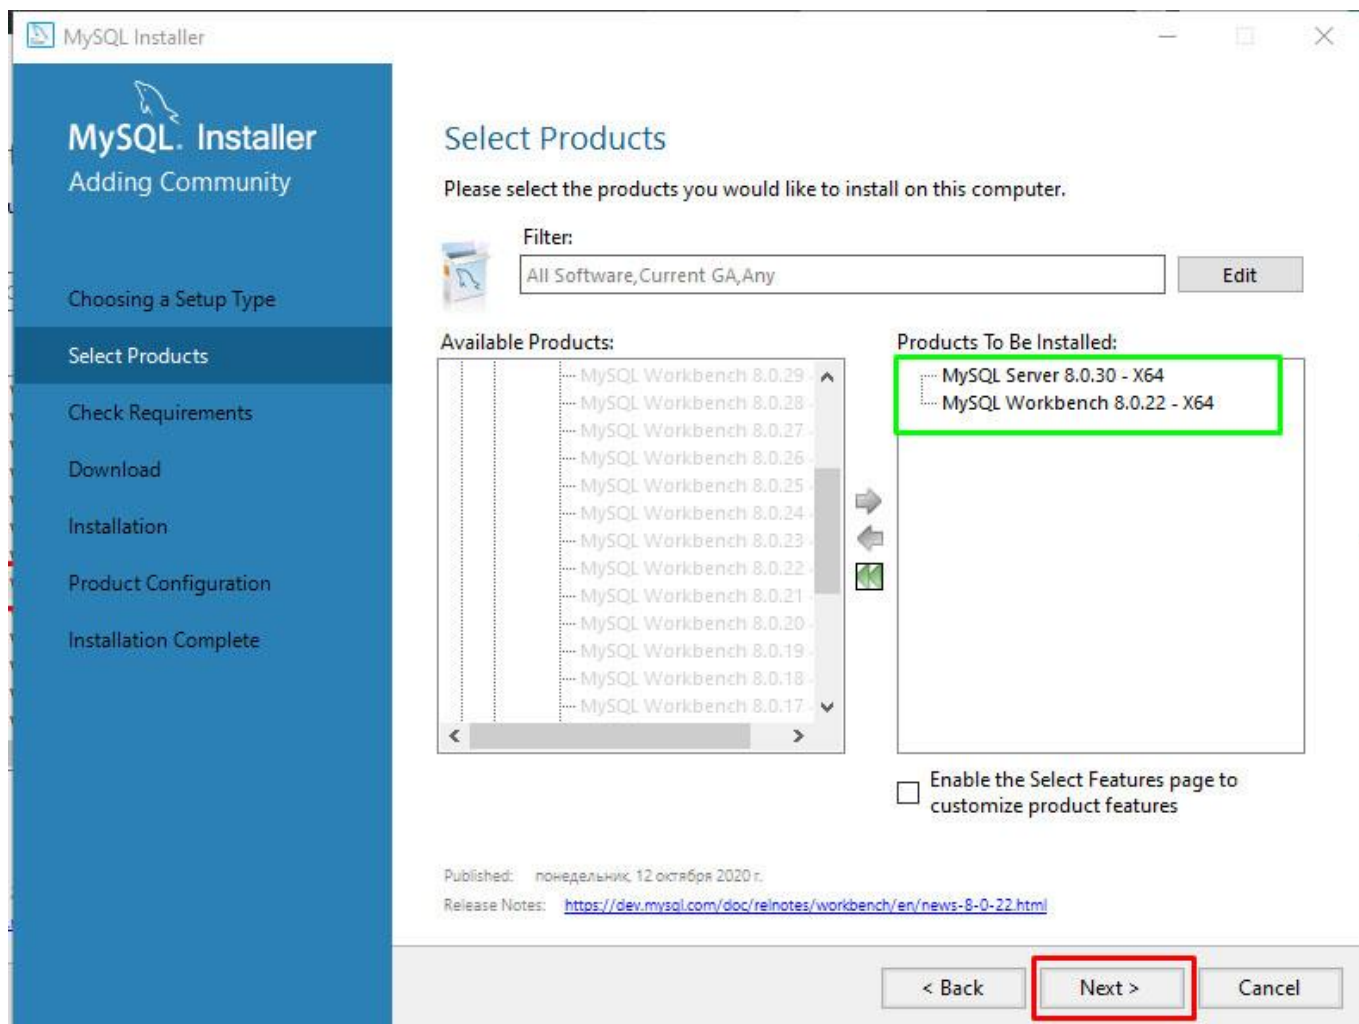 MySQL Installer
MySQL. Installer
Adding Community
Choosing a Setup Type
Select Products
Check Requirements
Download
Installation
Product Configuration
Installation Complete
Select Products
Please select the products you would like to install on this computer.
Filter:
All Software,Current GA,Any
Edit
Available Products:
MySQL Workbench 8.0.29
MySQL Workbench 8.0.28
MySQL Workbench 8.0.27
MySQL Workbench 8.0.26
MySQL Workbench 8.0.25
MySQL Workbench 8.0.24
MySQL Workbench 8.0.23
MySQL Workbench 8.0.22
MySQL Workbench 8.0.21
MySQL Workbench 8.0.20
MySQL Workbench 8.0.19
MySQL Workbench 8.0.18
MySQL Workbench 8.0.17
Products To Be Installed:
MySQL Server 8.0.30 - X64
MySQL Workbench 8.0.22 - X64
Enable the Select Features page to
customize product features
Published: понедельник, 12 октября 2020 г.
Release Notes: https://dev.mysql.com/doc/relnotes/workbench/en/news-8-0-22.html
< Back
Next >
Cancel